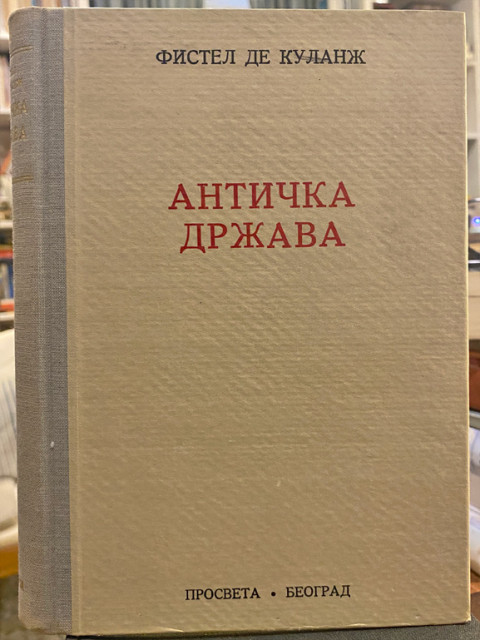 ФИСТЕЛ ДЕ КУЛАНЖ
АНТИЧКА
ДРЖАВА
ПРОСВЕТА • БЕОГРАД